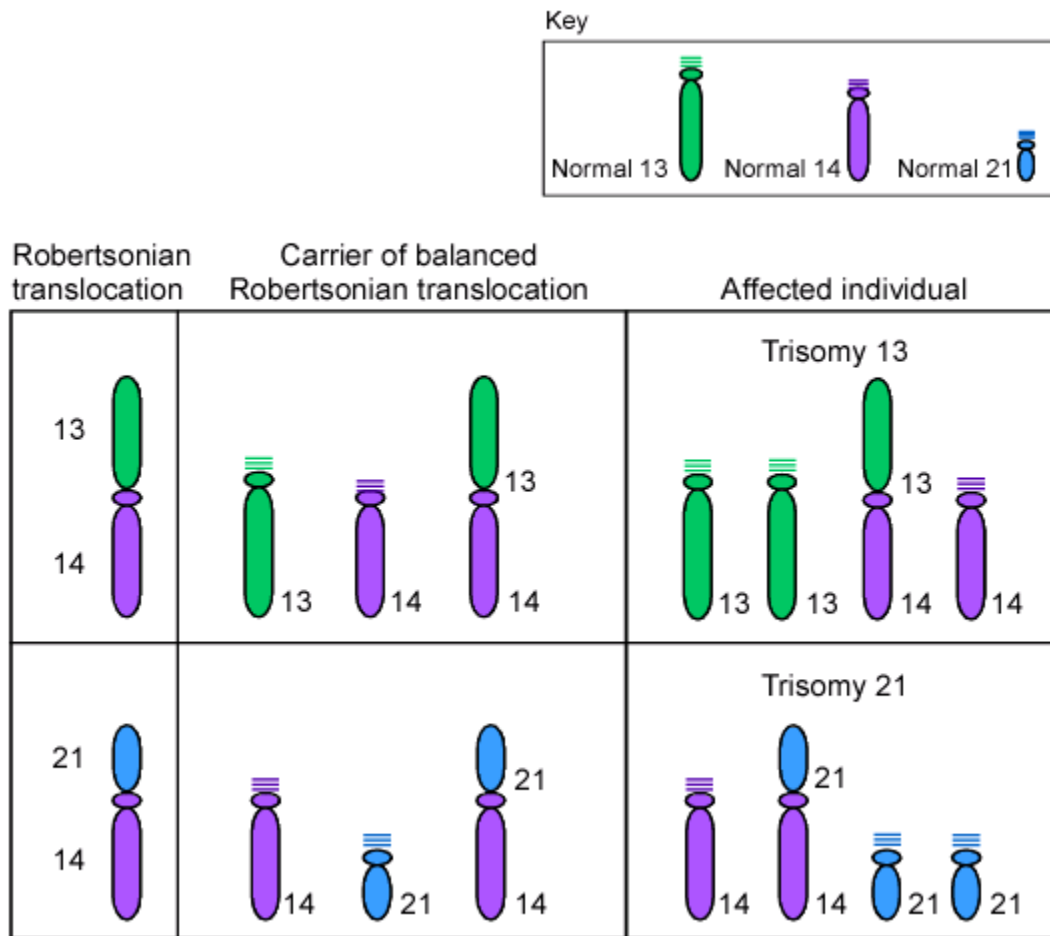 Key
Normal 13 Normal 14 Normal 21
Robertsonian translocation
Carrier of balanced Robertsonian translocation
Affected individual
Trisomy 13
13
13
13
14
13 14 14
13 13 14 14
Trisomy 21
21
21
21
14
14 21 14
14 14 21 21